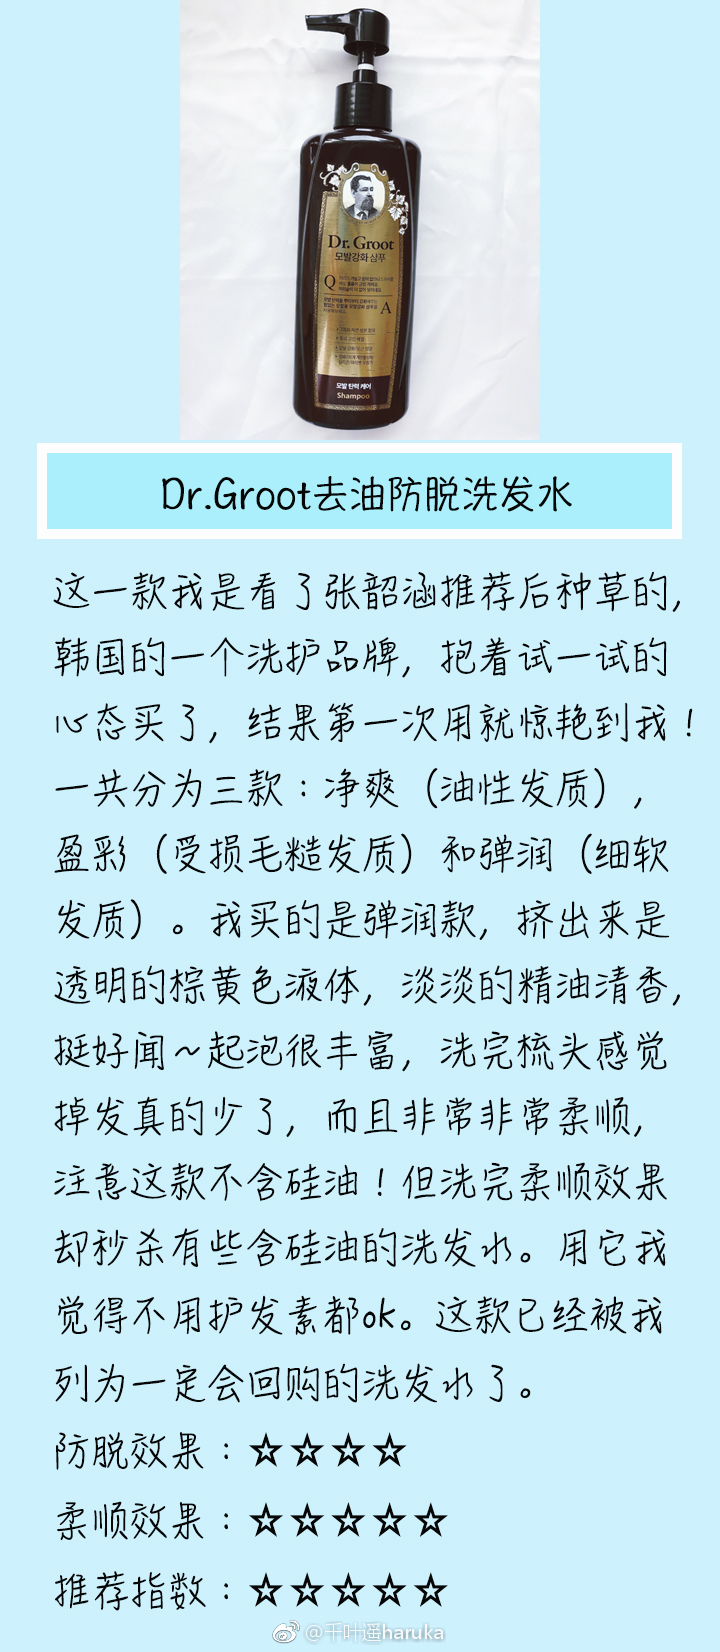 Dr. Groot
모발강화 샴푸
Q
A
모발 탄력 케어
Shampoo
Dr.Groot去油防脱洗发水
这一款我是看了张韶涵推荐后种草的,
韩国的一个洗护品牌,抱着试一试的
心态买了,结果第一次用就惊艳到我!
一共分为三款:净爽(油性发质),
盈彩(受损毛糙发质)和弹润(细软
发质)。我买的是弹润款,挤出来是
透明的棕黄色液体,淡淡的精油清香,
挺好闻~起泡很丰富,洗完梳头感觉
掉发真的少了,而且非常非常柔顺,
注意这款不含硅油!但洗完柔顺效果
却秒杀有些含硅油的洗发水。用它我
觉得不用护发素都ok。这款已经被我
列为一定会回购的洗发水了。
防脱效果:☆☆☆☆
柔顺效果:☆☆☆☆☆
推荐指数:☆☆☆☆☆
@千叶遥haruka